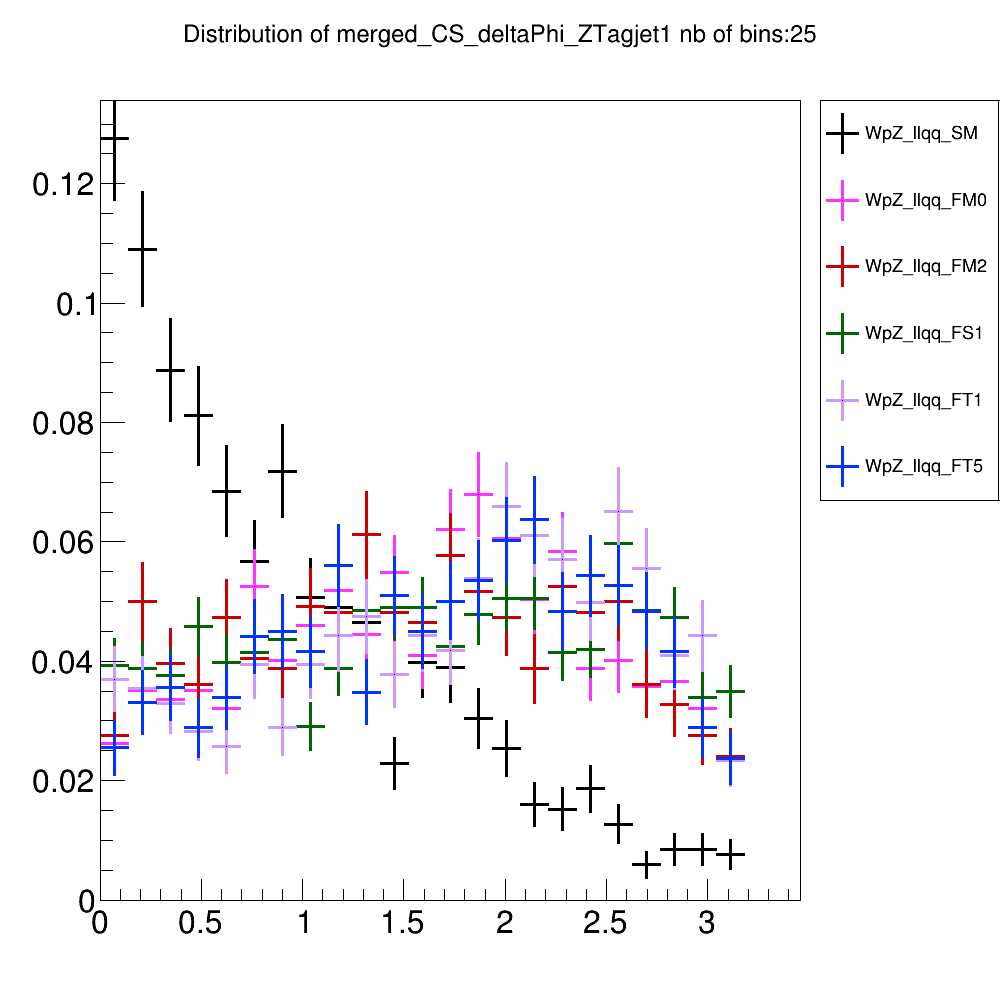 Distribution of merged_CS_deltaPhi_ZTagjet1 nb of bins:25
WpZ_llqq_SM
WpZ_llqq_FM0
WpZ_llqq_FM2
WpZ_llqq_FS1
WpZ_llqq_FT1
WpZ_llqq_FT5
0.12
0.1
0.08
0.06
0.04
0.02
0
0 0.5 1 1.5 2 2.5 3